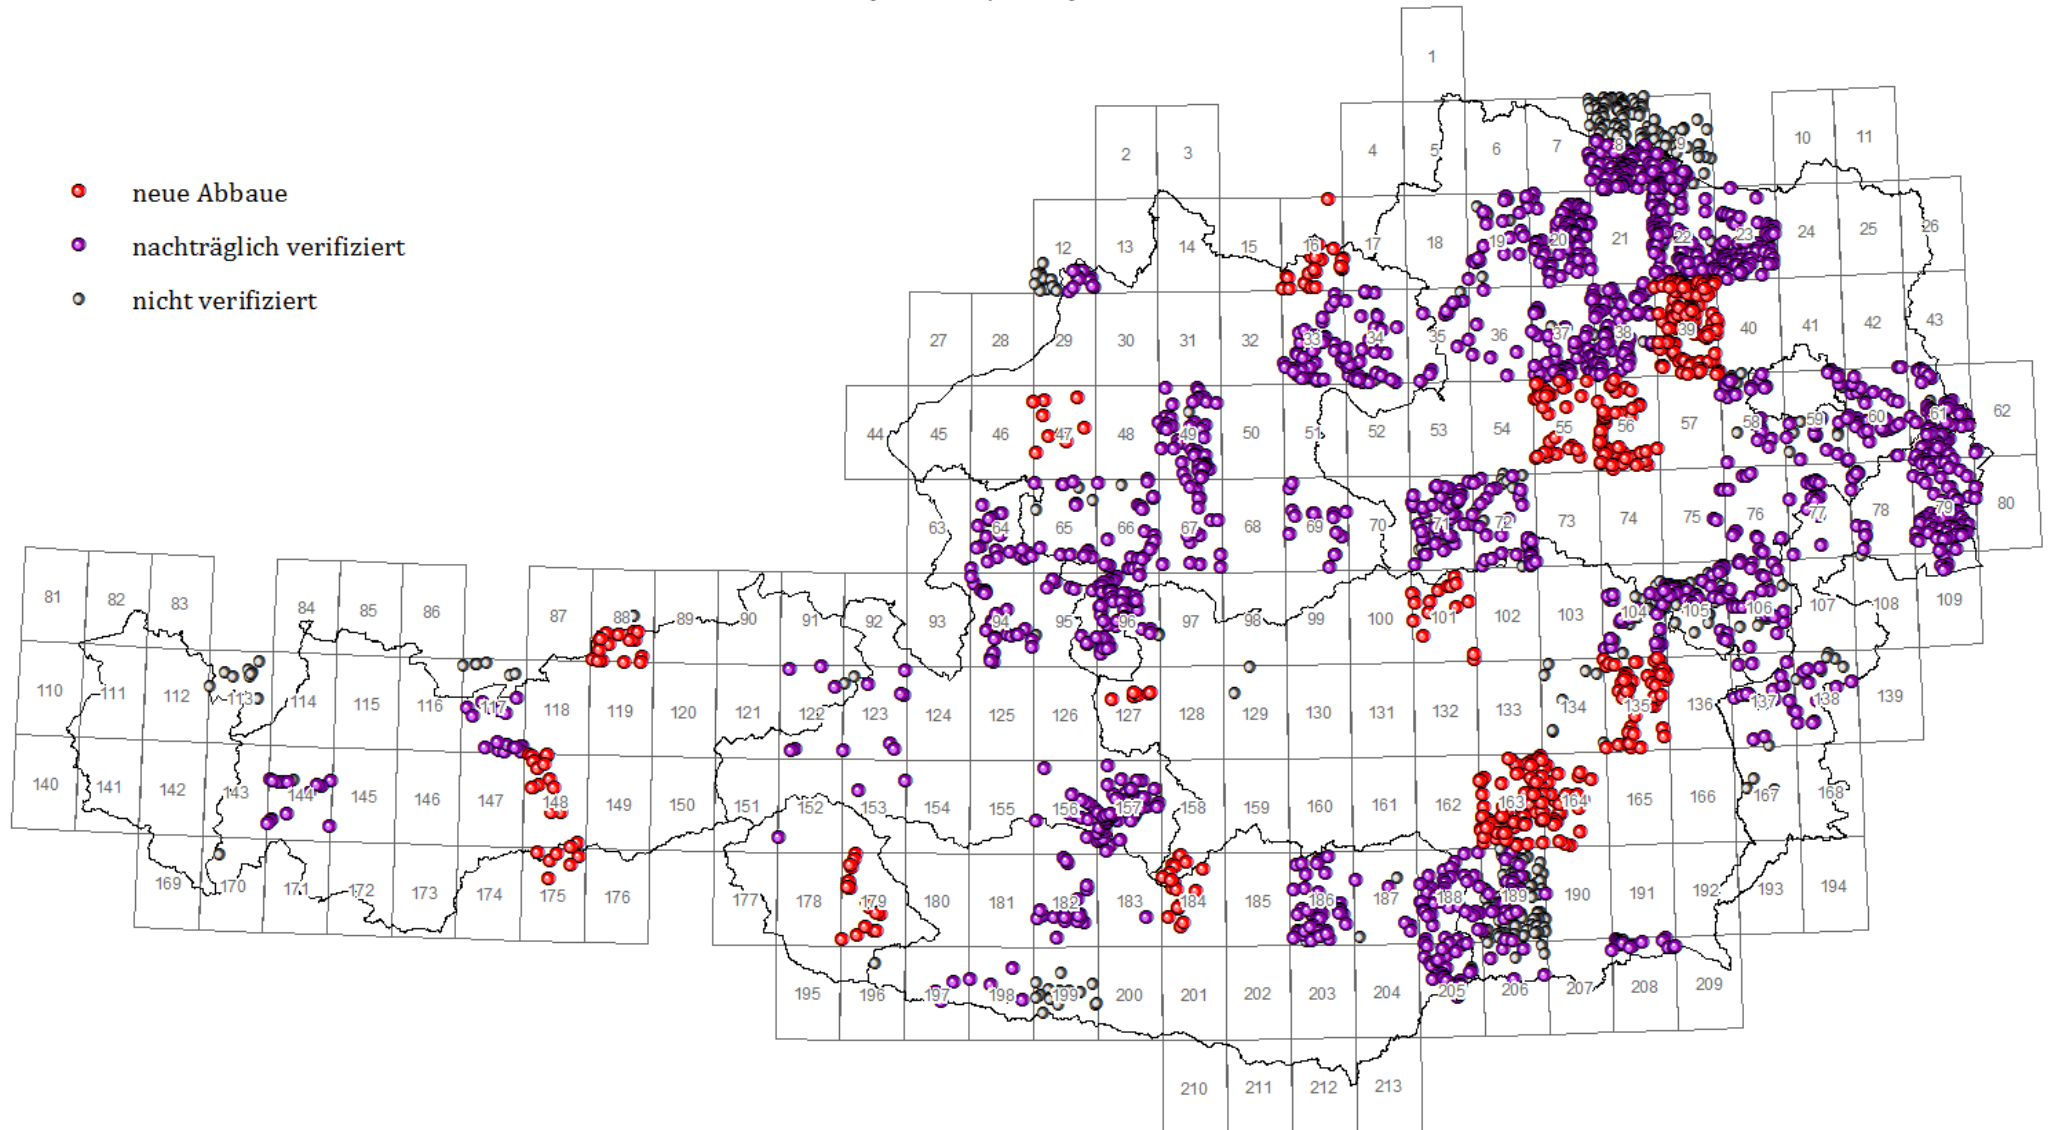 1
2 3 4 5 6 7 8 9 10 11
neue Abbaue
nachträglich verifiziert
12 13 14 15 16 17 18 19 20 21 22 23 24 25 26
nicht verifiziert
27 28 29 30 31 32 33 34 35 36 37 38 39 40 41 42 43
44 45 46 47 48 49 50 51 52 53 54 55 56 57 58 59 60 61 62
63 64 65 66 67 68 69 70 71 72 73 74 75 76 77 78 79 80
81 82 83 84 85 86 87 88 89 90 91 92 93 94 95 96 97 98 99 100 101 102 103 104 105 106 107 108 109
110 111 112 113 114 115 116 117 118 119 120 121 122 123 124 125 126 127 128 129 130 131 132 133 134 135 136 137 138 139
140 141 142 143 144 145 146 147 148 149 150 151 152 153 154 155 156 157 158 159 160 161 162 163 164 165 166 167 168
169 170 171 172 173 174 175 176 177 178 179 180 181 182 183 184 185 186 187 188 189 190 191 192 193 194
195 196 197 198 199 200 201 202 203 204 205 206 207 208 209
210 211 212 213